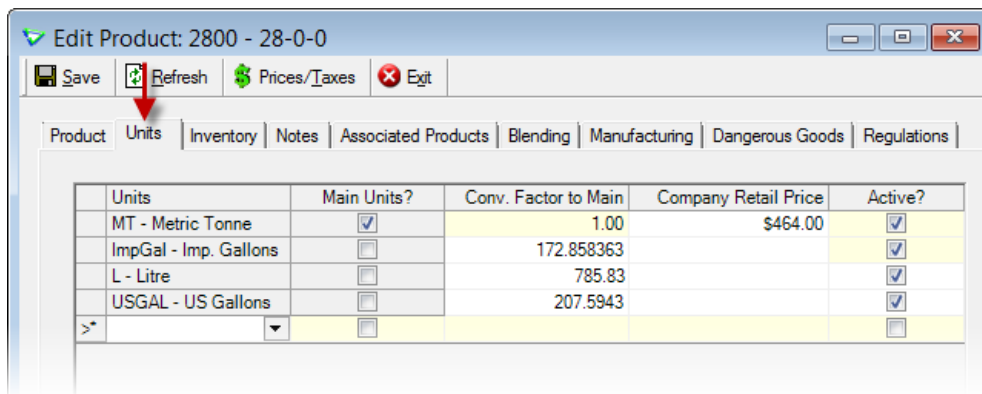 Edit Product: 2800 - 28-0-0
Save Refresh Prices/Taxes Exit
Product Units Inventory Notes Associated Products Blending Manufacturing Dangerous Goods Regulations
Units Main Units? Conv. Factor to Main Company Retail Price Active?
MT - Metric Tonne 1.00 $464.00
ImpGal - Imp. Gallons 172.858363
L - Litre 785.83
USGAL - US Gallons 207.5943
>*